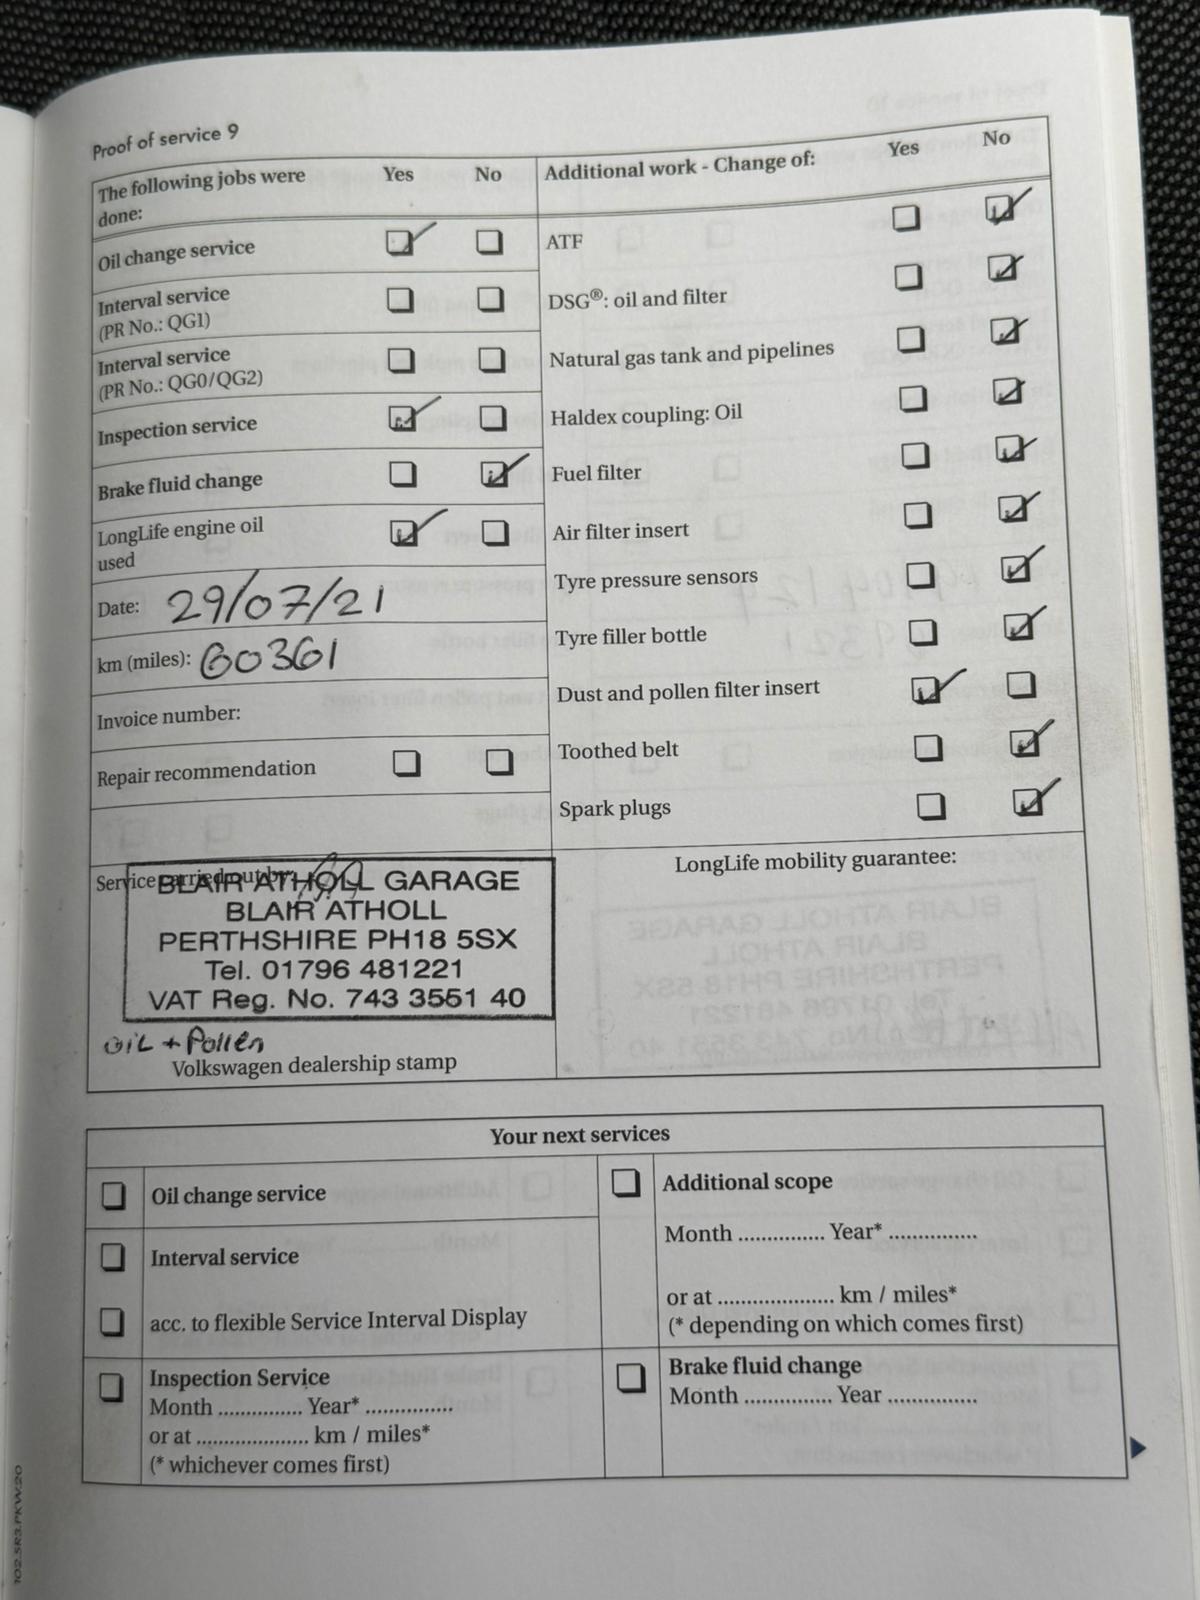 Proof of service 9
The following jobs were
done:
Yes No
Oil change service
Interval service
(PR No.: QG1)
Interval service
(PR No.: QG0/QG2)
Inspection service
Brake fluid change
LongLife engine oil
used
Date: 29/07/21
km (miles): 60361
Invoice number:
Repair recommendation
Additional work - Change of: Yes No
ATF
DSG®: oil and filter
Natural gas tank and pipelines
Haldex coupling: Oil
Fuel filter
Air filter insert
Tyre pressure sensors
Tyre filler bottle
Dust and pollen filter insert
Toothed belt
Spark plugs
Service carried out by:
BLAIR ATHOLL GARAGE
BLAIR ATHOLL
PERTHSHIRE PH18 5SX
Tel. 01796 481221
VAT Reg. No. 743 3551 40
OIL + Pollen
Volkswagen dealership stamp
LongLife mobility guarantee:
Your next services
Oil change service
Interval service
acc. to flexible Service Interval Display
Inspection Service
Month ............... Year* ...............
or at .................... km / miles*
(* whichever comes first)
Additional scope
Month ............... Year* ...............
or at .................... km / miles*
(* depending on which comes first)
Brake fluid change
Month ............... Year ...............
102.5R3.PKW.20